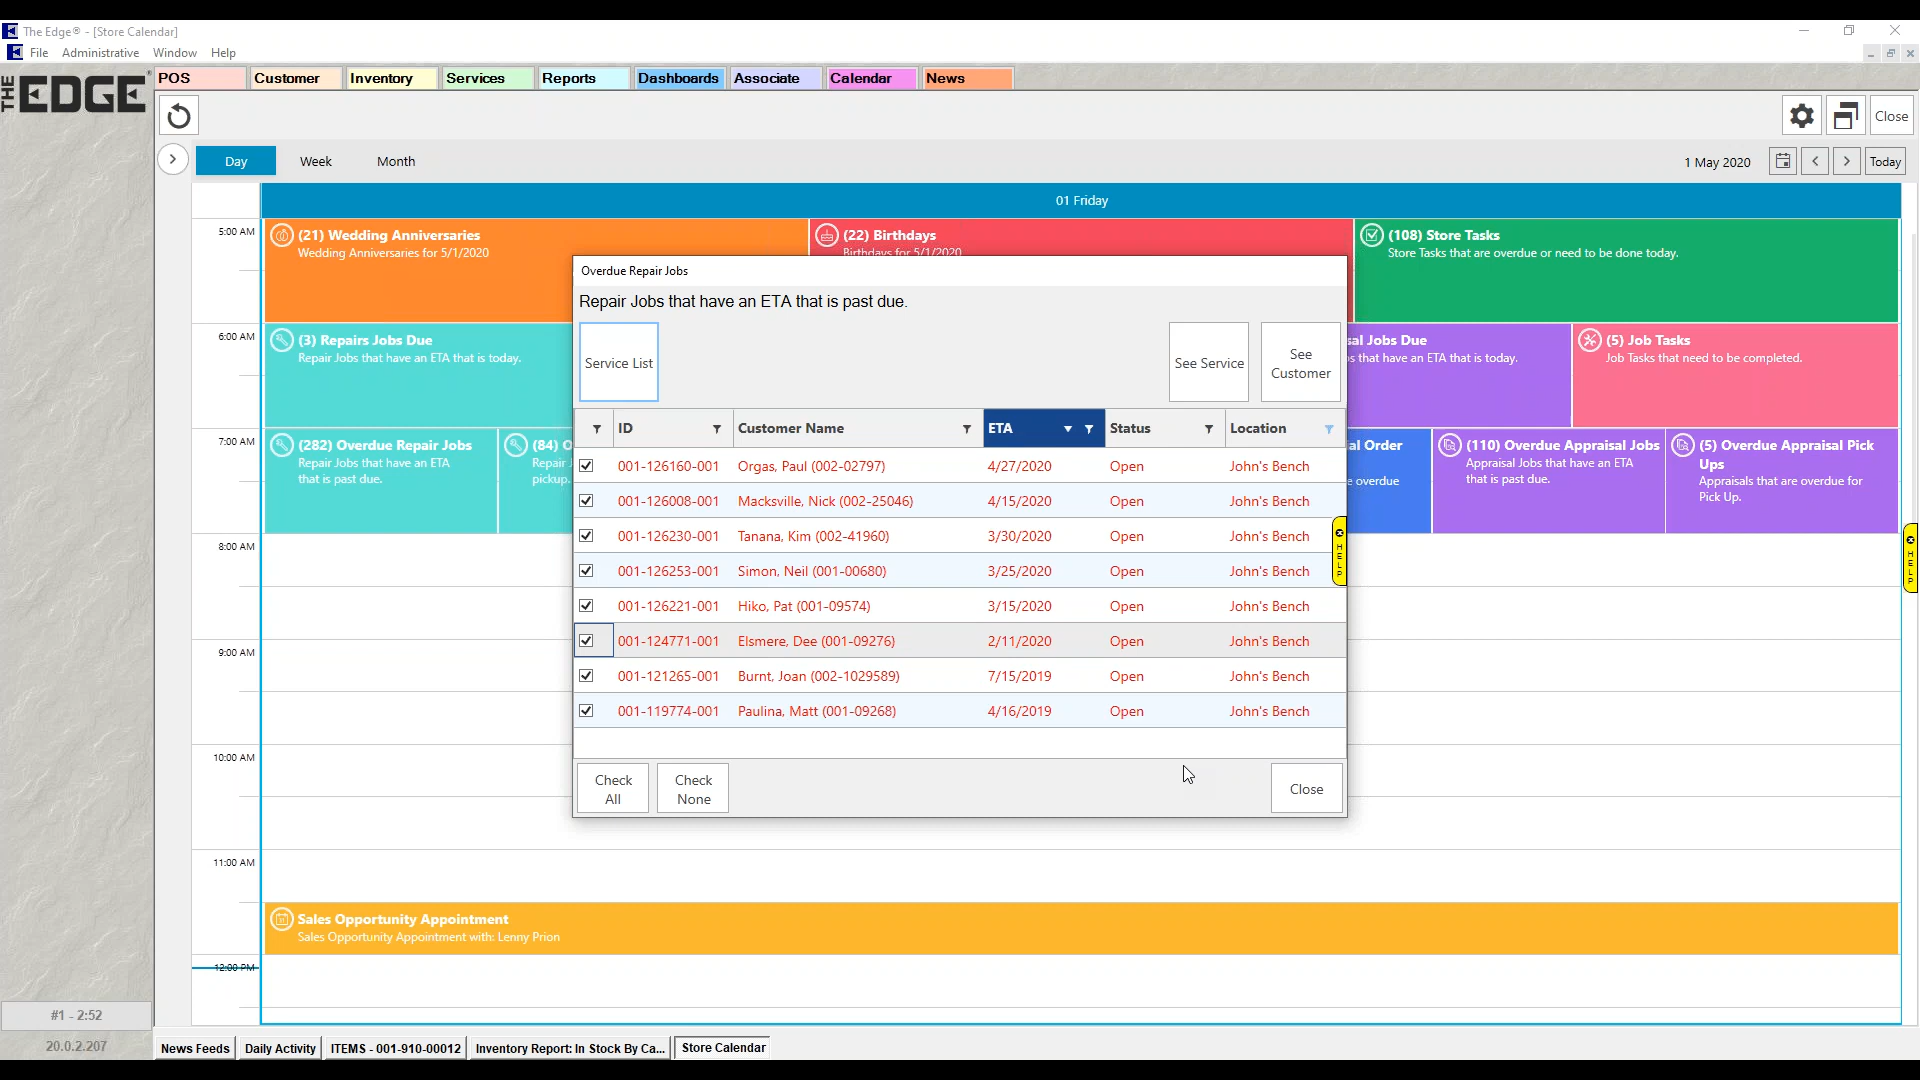 The Edge® - [Store Calendar]
File Administrative Window Help
THE EDGE
POS Customer Inventory Services Reports Dashboards Associate Calendar News
Close
Day Week Month
1 May 2020
Today
01 Friday
5:00 AM
(21) Wedding Anniversaries
Wedding Anniversaries for 5/1/2020
(22) Birthdays
Birthdays for 5/1/2020
(108) Store Tasks
Store Tasks that are overdue or need to be done today.
6:00 AM
(3) Repairs Jobs Due
Repair Jobs that have an ETA that is today.
sal Jobs Due
s that have an ETA that is today.
(5) Job Tasks
Job Tasks that need to be completed.
7:00 AM
(282) Overdue Repair Jobs
Repair Jobs that have an ETA
that is past due.
(84) O
Repair J
pickup.
al Order
e overdue
(110) Overdue Appraisal Jobs
Appraisal Jobs that have an ETA
that is past due.
(5) Overdue Appraisal Pick
Ups
Appraisals that are overdue for
Pick Up.
8:00 AM
9:00 AM
10:00 AM
11:00 AM
Sales Opportunity Appointment
Sales Opportunity Appointment with: Lenny Prion
12:00 PM
Overdue Repair Jobs
Repair Jobs that have an ETA that is past due.
Service List
See Service
See
Customer
ID Customer Name ETA Status Location
001-126160-001 Orgas, Paul (002-02797) 4/27/2020 Open John's Bench
001-126008-001 Macksville, Nick (002-25046) 4/15/2020 Open John's Bench
001-126230-001 Tanana, Kim (002-41960) 3/30/2020 Open John's Bench
001-126253-001 Simon, Neil (001-00680) 3/25/2020 Open John's Bench
001-126221-001 Hiko, Pat (001-09574) 3/15/2020 Open John's Bench
001-124771-001 Elsmere, Dee (001-09276) 2/11/2020 Open John's Bench
001-121265-001 Burnt, Joan (002-1029589) 7/15/2019 Open John's Bench
001-119774-001 Paulina, Matt (001-09268) 4/16/2019 Open John's Bench
HELP
HELP
Check
All
Check
None
Close
#1 - 2:52
20.0.2.207
News Feeds Daily Activity ITEMS - 001-910-00012 Inventory Report: In Stock By Ca... Store Calendar